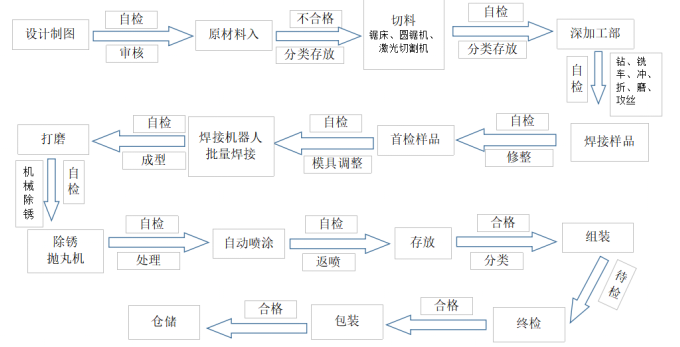 设计制图
自检
审核
原材料入
不合格
分类存放
切料
锯床、圆锯机、
激光切割机
自检
分类存放
深加工部
自
检
钻、铣
车、冲、
折、磨、
攻丝
焊接样品
自检
修整
首检样品
自检
模具调整
焊接机器人
批量焊接
自检
成型
打磨
机
械
除
锈
自
检
除锈
抛丸机
自检
处理
自动喷涂
自检
返喷
存放
合格
分类
组装
待
检
终检
合格
包装
合格
仓储